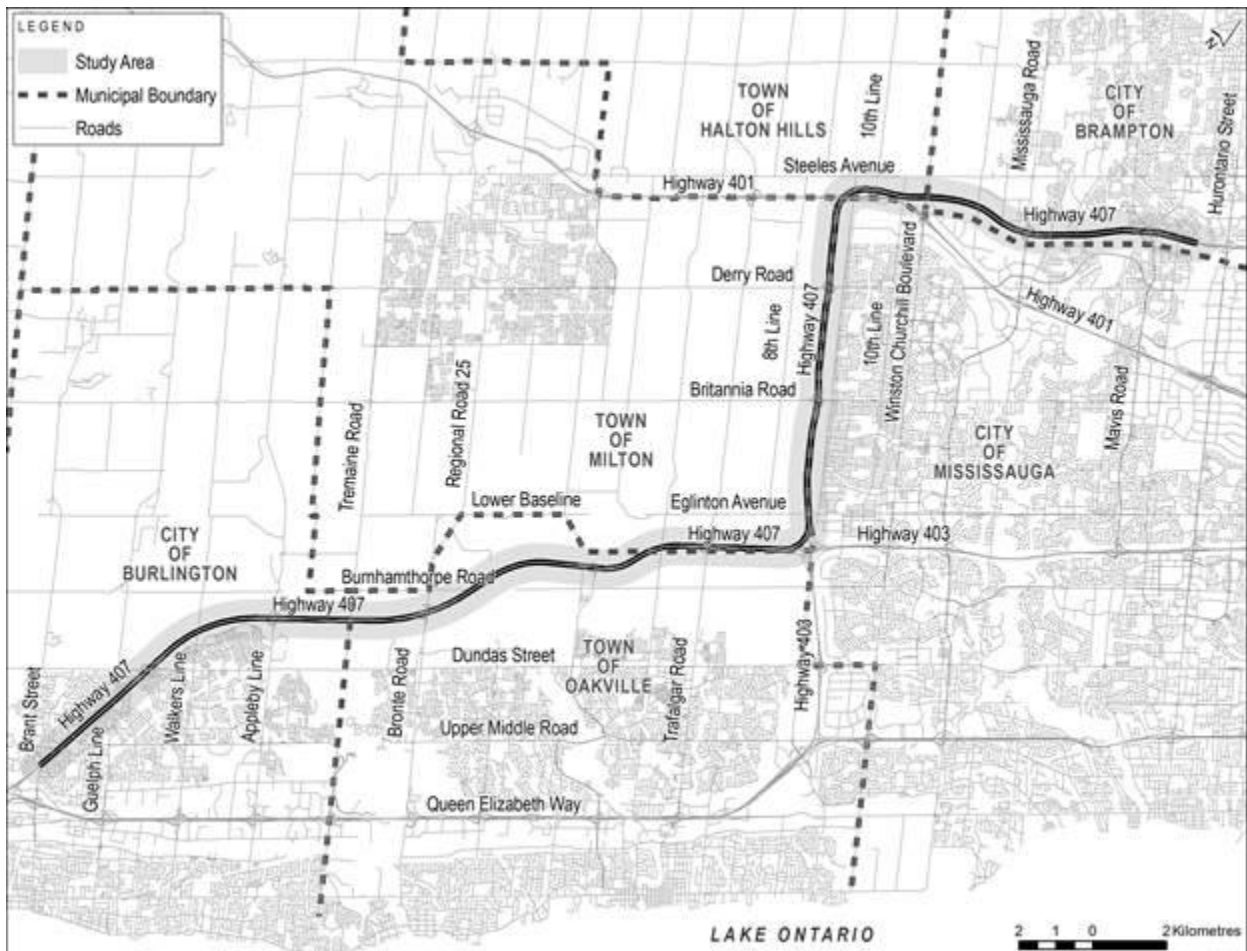 LEGEND
Study Area
Municipal Boundary
Roads
N
TOWN
OF
HALTON HILLS
10th Line
Mississauga Road
CITY
OF
BRAMPTON
Hurontario Street
Steeles Avenue
Highway 401
Highway 407
Derry Road
8th Line
Highway 407
10th Line
Winston Churchill Boulevard
Highway 401
Britannia Road
Mavis Road
Tremaine Road
Regional Road 25
TOWN
OF
MILTON
CITY
OF
MISSISSAUGA
Lower Baseline
Eglinton Avenue
Highway 407
Highway 403
CITY
OF
BURLINGTON
Burnhamthorpe Road
Highway 407
Dundas Street
TOWN
OF
OAKVILLE
Highway 403
Brant Street
Highway 407
Guelph Line
Walkers Line
Appleby Line
Bronte Road
Upper Middle Road
Trafalgar Road
Queen Elizabeth Way
LAKE ONTARIO
2 1 0 2 Kilometres